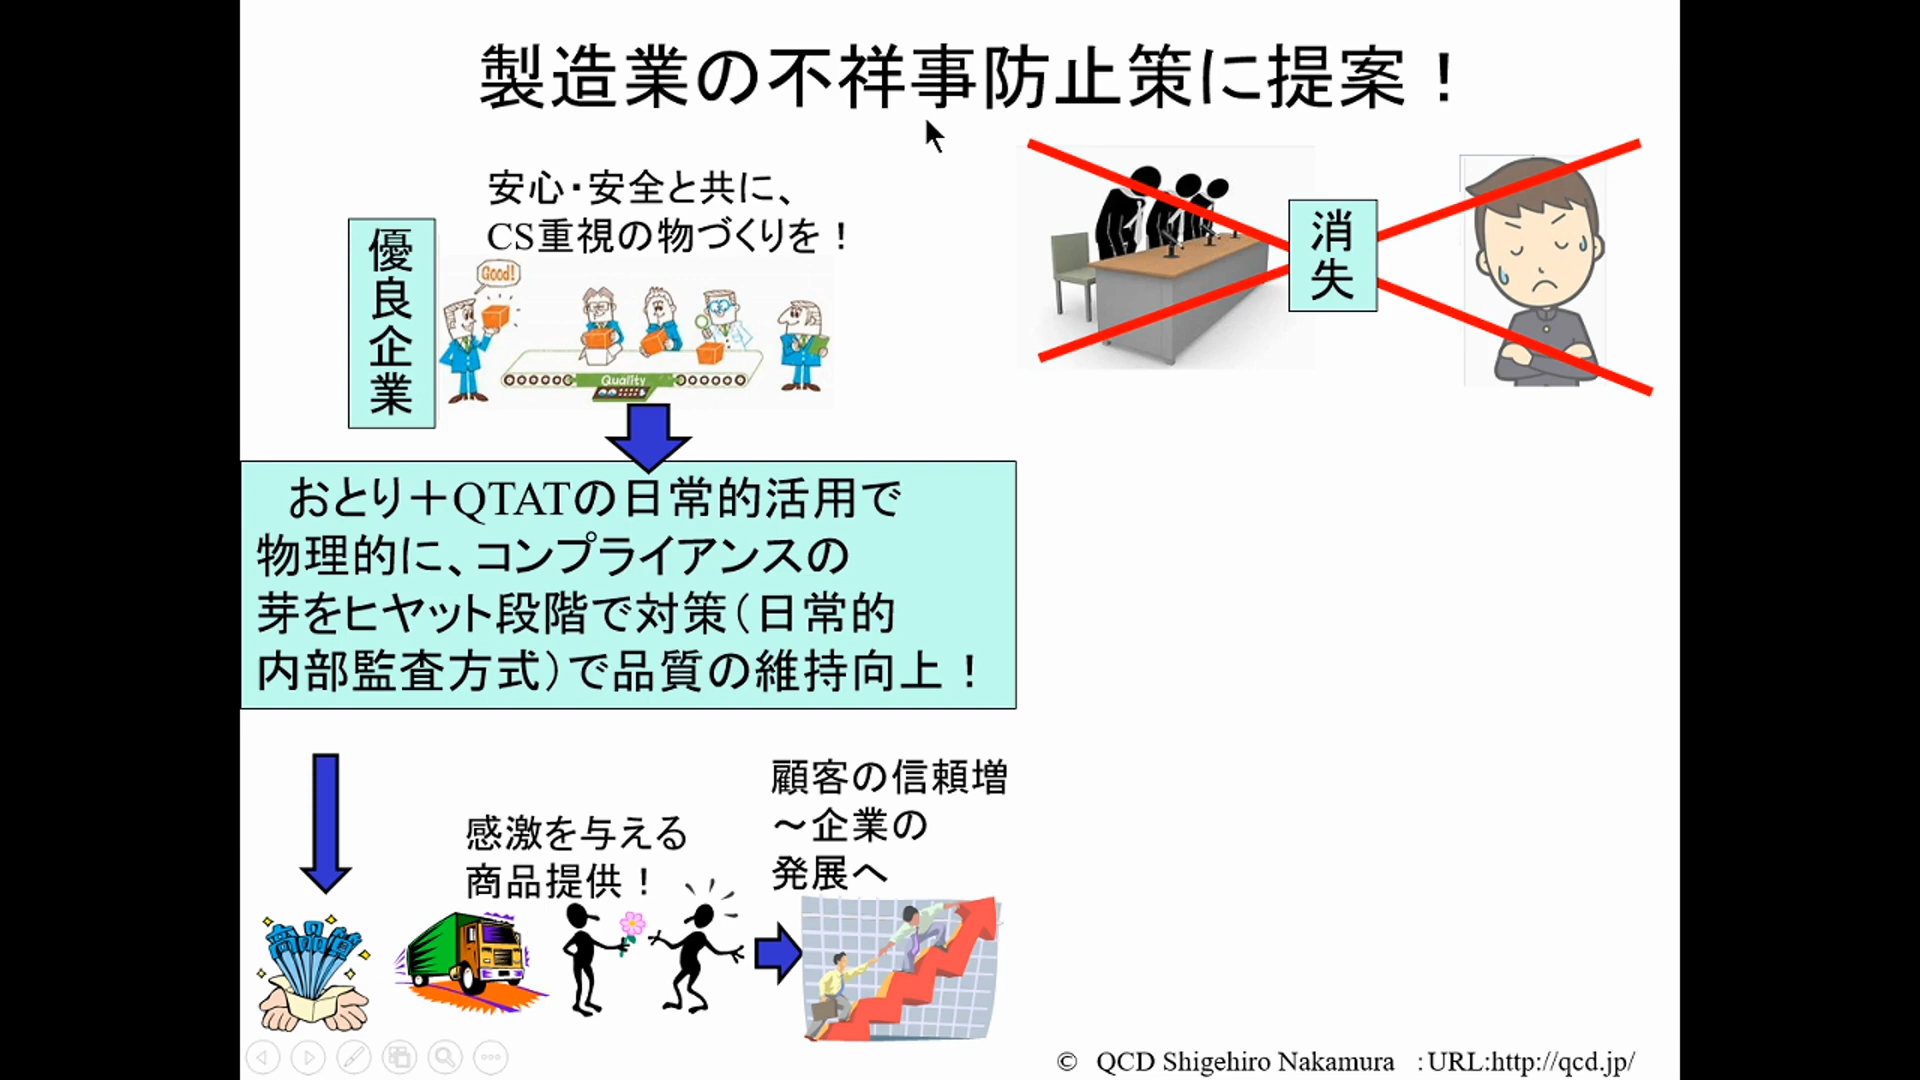 製造業の不祥事防止策に提案！
安心・安全と共に、
CS重視の物づくりを！
優良企業
Good!
Quality
消失
おとり＋QTATの日常的活用で
物理的に、コンプライアンスの
芽をヒヤット段階で対策（日常的
内部監査方式）で品質の維持向上！
感激を与える
商品提供！
顧客の信頼増
～企業の
発展へ
高品質
© QCD Shigehiro Nakamura ：URL:http://qcd.jp/